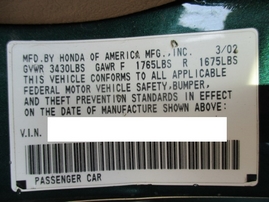 MFD.BY HONDA OF AMERICA MFG.,INC. 3/02
GVWR 3430LBS GAWR F 1765LBS R 1675LBS
THIS VEHICLE CONFORMS TO ALL APPLICABLE
FEDERAL MOTOR VEHICLE SAFETY,BUMPER,
AND THEFT PREVENTION STANDARDS IN EFFECT
ON THE DATE OF MANUFACTURE SHOWN ABOVE:
V.I.N.
PASSENGER CAR